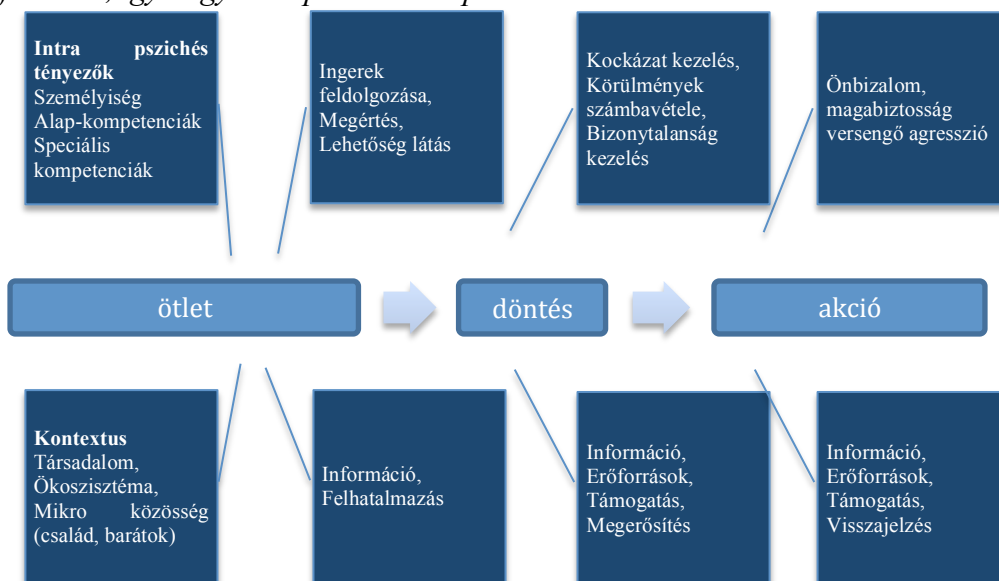 Intra pszichés
tényezők
Személyiség
Alap-kompetenciák
Speciális
kompetenciák
Ingerek
feldolgozása,
Megértés,
Lehetőség látás
Kockázat kezelés,
Körülmények
számbavétele,
Bizonytalanság
kezelés
Önbizalom,
magabiztosság
versengő agresszió
ötlet
döntés
akció
Kontextus
Társadalom,
Ökoszisztéma,
Mikro közösség
(család, barátok)
Információ,
Felhatalmazás
Információ,
Erőforrások,
Támogatás,
Megerősítés
Információ,
Erőforrások,
Támogatás,
Visszajelzés